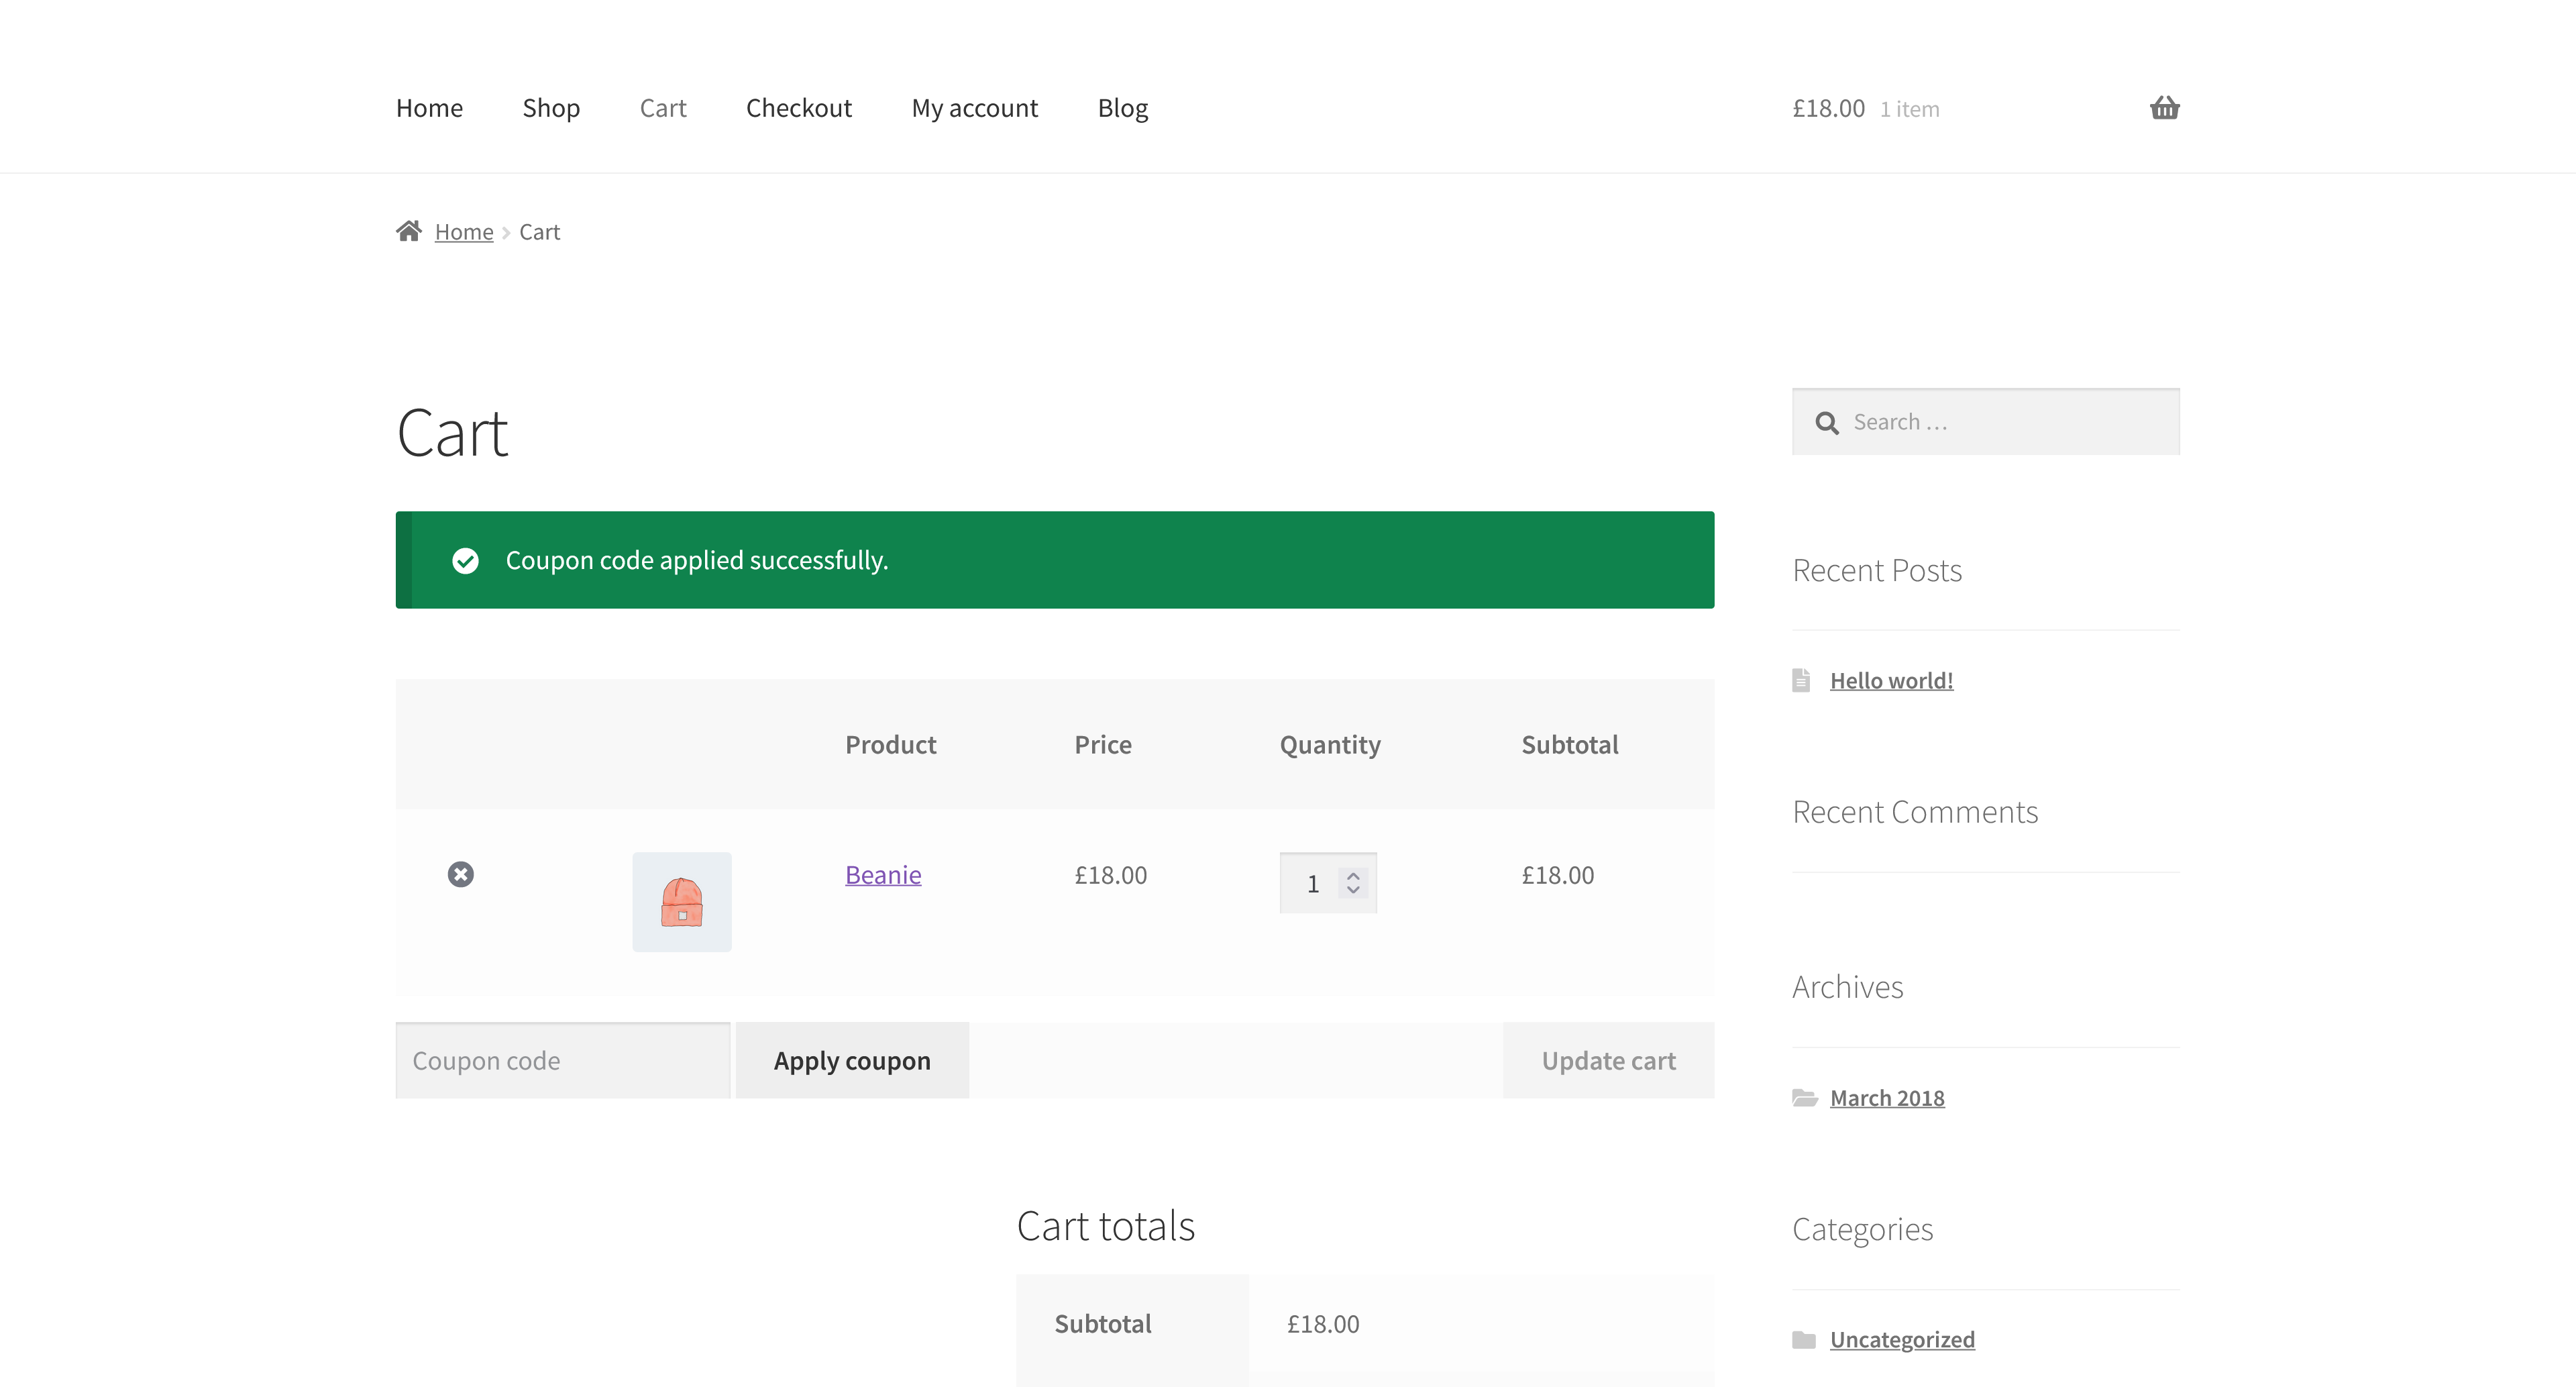 Home Shop Cart Checkout My account Blog £18.00 1 item
Home Cart
Cart
Coupon code applied successfully.
Product Price Quantity Subtotal
Beanie £18.00 1 £18.00
Coupon code Apply coupon Update cart
Cart totals
Subtotal £18.00
Search …
Recent Posts
Hello world!
Recent Comments
Archives
March 2018
Categories
Uncategorized